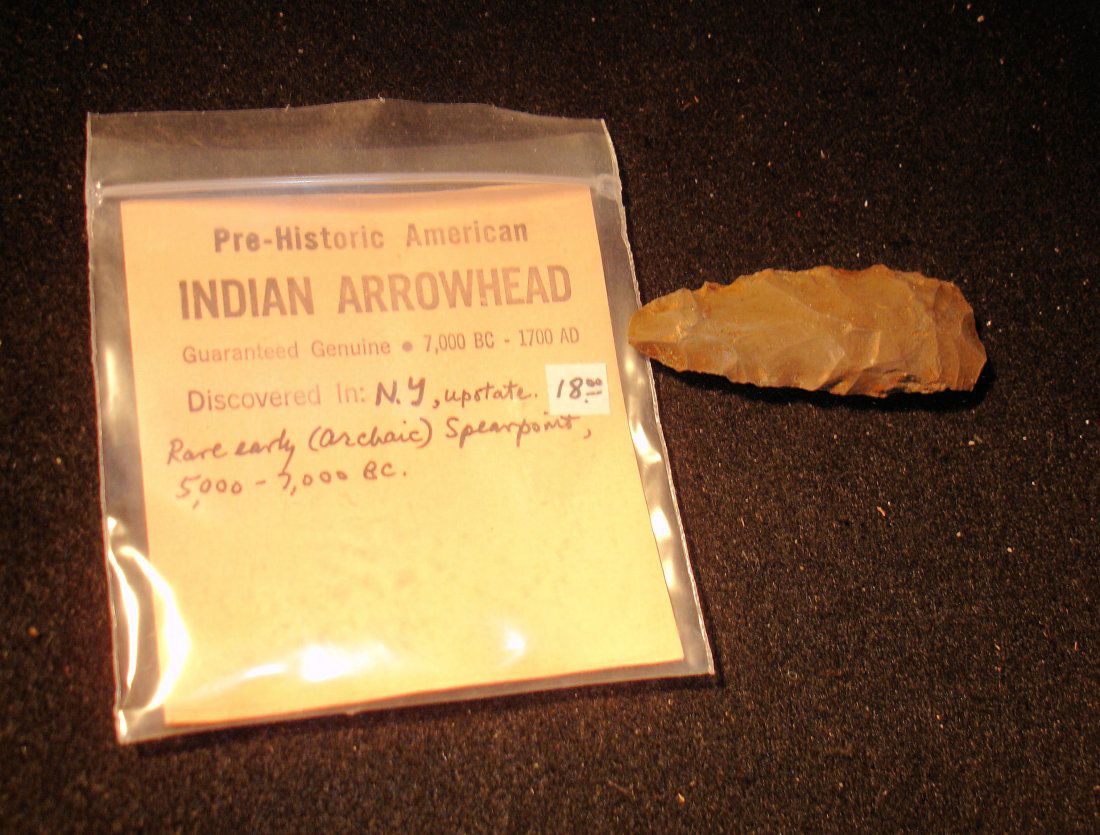 Pre-Historic American
INDIAN ARROWHEAD
Guaranteed Genuine • 7,000 BC - 1700 AD
Discovered In: N.Y, upstate. 18.00
Rare early (archaic) Spearpoint,
5,000 - 7,000 BC.